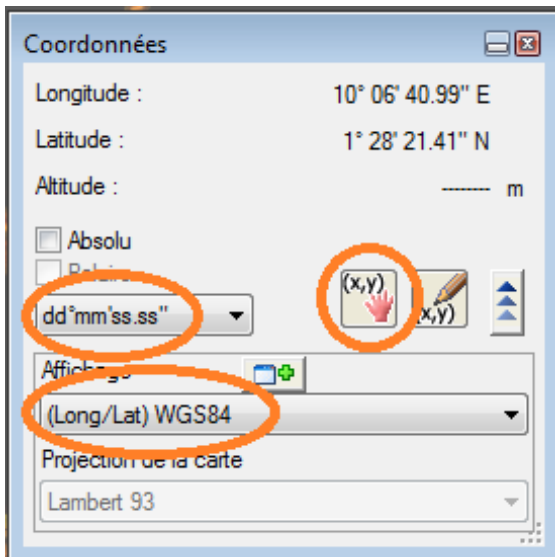 Coordonnées
Longitude : 10° 06' 40.99" E
Latitude : 1° 28' 21.41" N
Altitude : -------- m
Absolu
dd°mm'ss.ss"
(x,y)
(x,y)
Affichage
(Long/Lat) WGS84
Projection de la carte
Lambert 93